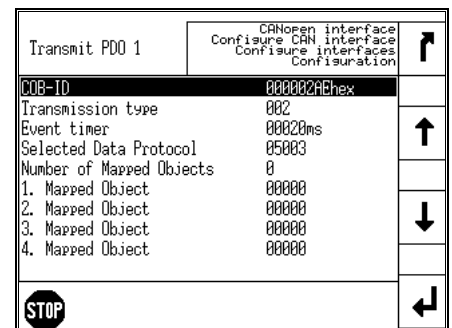 Transmit PDO 1
CANopen interface
Configure CAN interface
Configure interfaces
Configuration
COB-ID 000002AEhex
Transmission type 002
Event timer 00020ms
Selected Data Protocol 05003
Number of Mapped Objects 0
1. Mapped Object 00000
2. Mapped Object 00000
3. Mapped Object 00000
4. Mapped Object 00000
STOP